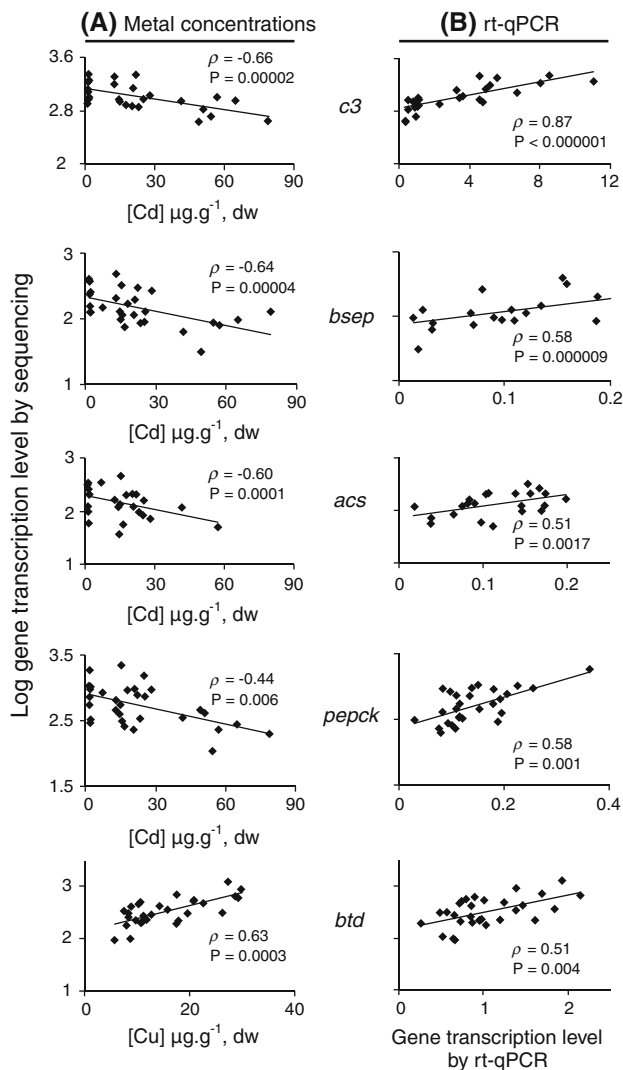 (A) Metal concentrations
(B) rt-qPCR
Log gene transcription level by sequencing
3.6
2.8
2
0 30 60 90
[Cd] µg.g⁻¹, dw
ρ = -0.66
P = 0.00002
c3
ρ = 0.87
P < 0.000001
0 4 8 12
3
2
1
0 30 60 90
[Cd] µg.g⁻¹, dw
ρ = -0.64
P = 0.00004
bsep
ρ = 0.58
P = 0.000009
0 0.1 0.2
3
2
1
0 30 60 90
[Cd] µg.g⁻¹, dw
ρ = -0.60
P = 0.0001
acs
ρ = 0.51
P = 0.0017
0 0.1 0.2
3.5
2.5
1.5
0 30 60 90
[Cd] µg.g⁻¹, dw
ρ = -0.44
P = 0.006
pepck
ρ = 0.58
P = 0.001
0 0.2 0.4
3
2
1
0 20 40
[Cu] µg.g⁻¹, dw
ρ = 0.63
P = 0.0003
btd
ρ = 0.51
P = 0.004
0 1 2
Gene transcription level
by rt-qPCR